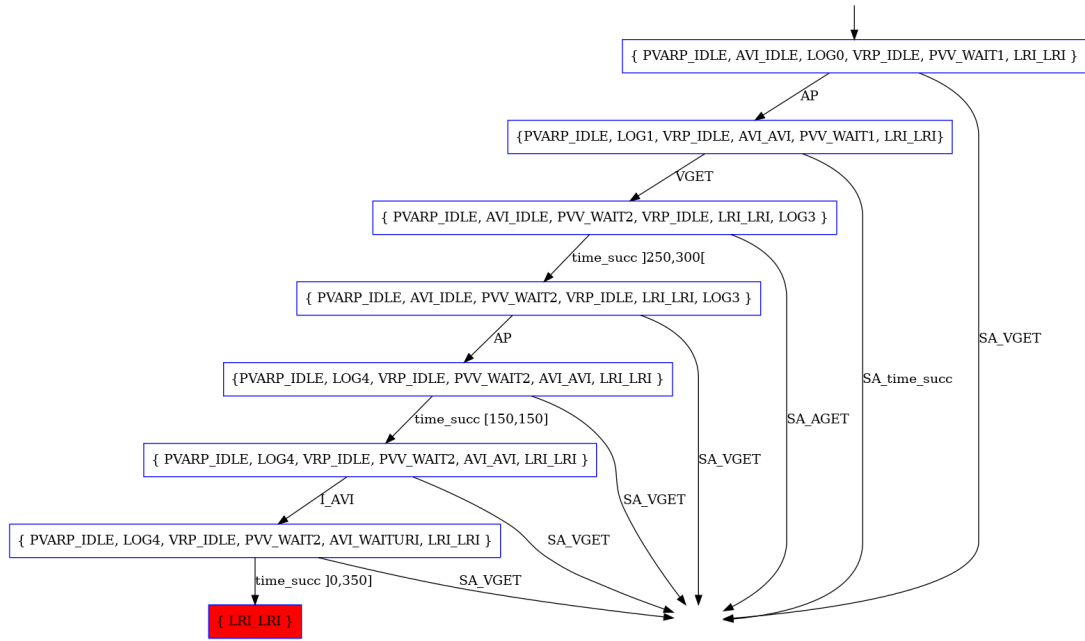 { PVARP_IDLE, AVI_IDLE, LOG0, VRP_IDLE, PVV_WAIT1, LRI_LRI }
AP
{PVARP_IDLE, LOG1, VRP_IDLE, AVI_AVI, PVV_WAIT1, LRI_LRI}
VGET
{ PVARP_IDLE, AVI_IDLE, PVV_WAIT2, VRP_IDLE, LRI_LRI, LOG3 }
time_succ ]250,300[
{ PVARP_IDLE, AVI_IDLE, PVV_WAIT2, VRP_IDLE, LRI_LRI, LOG3 }
AP
SA_VGET
{PVARP_IDLE, LOG4, VRP_IDLE, PVV_WAIT2, AVI_AVI, LRI_LRI }
SA_time_succ
time_succ [150,150]
SA_AGET
{ PVARP_IDLE, LOG4, VRP_IDLE, PVV_WAIT2, AVI_AVI, LRI_LRI }
SA_VGET
I_AVI
SA_VGET
{ PVARP_IDLE, LOG4, VRP_IDLE, PVV_WAIT2, AVI_WAITURI, LRI_LRI }
SA_VGET
time_succ ]0,350]
SA_VGET
{ LRI_LRI }